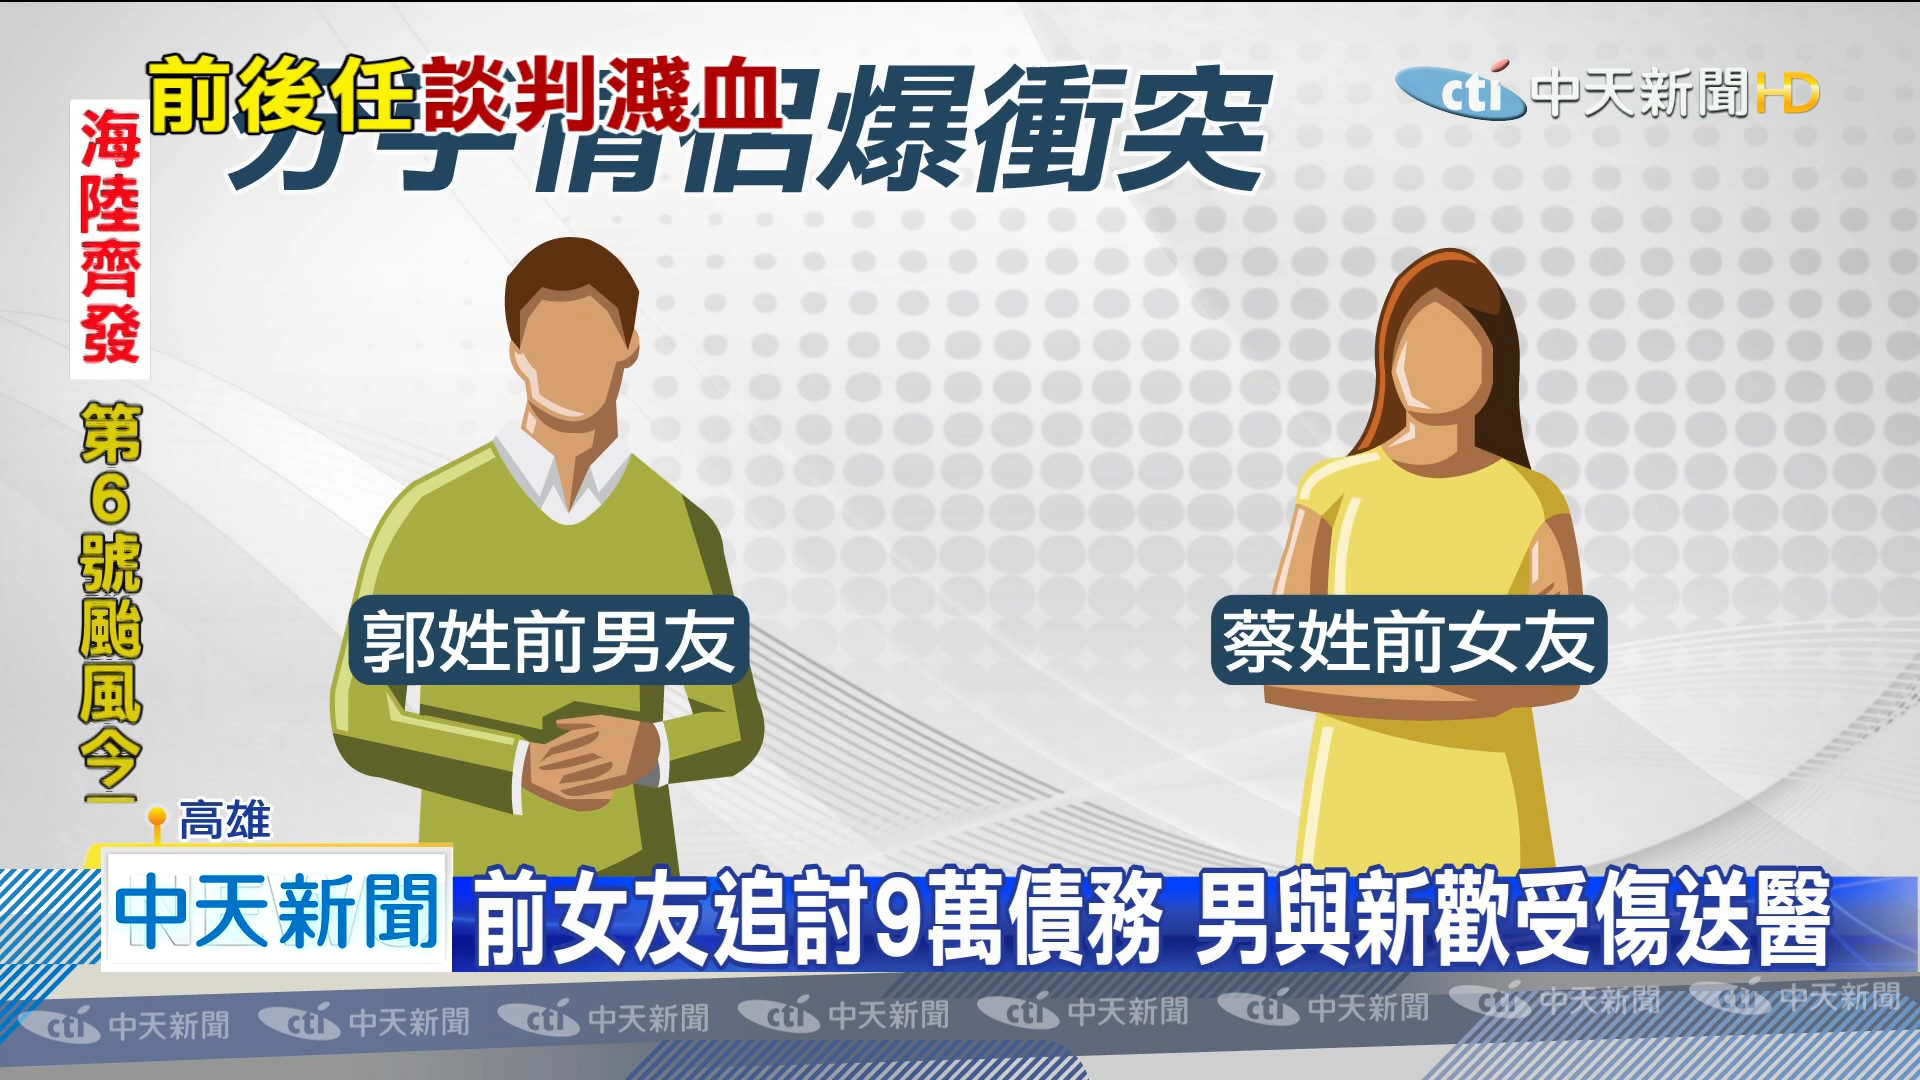 前後任談判濺血
分手情侶爆衝突
cti 中天新聞HD
海陸齊發
第6號颱風今
郭姓前男友
蔡姓前女友
高雄
中天新聞
前女友追討9萬債務 男與新歡受傷送醫
cti 中天新聞 cti 中天新聞 cti 中天新聞 cti 中天新聞 cti 中天新聞 cti 中天新聞 cti 中天新聞 cti 中天新聞